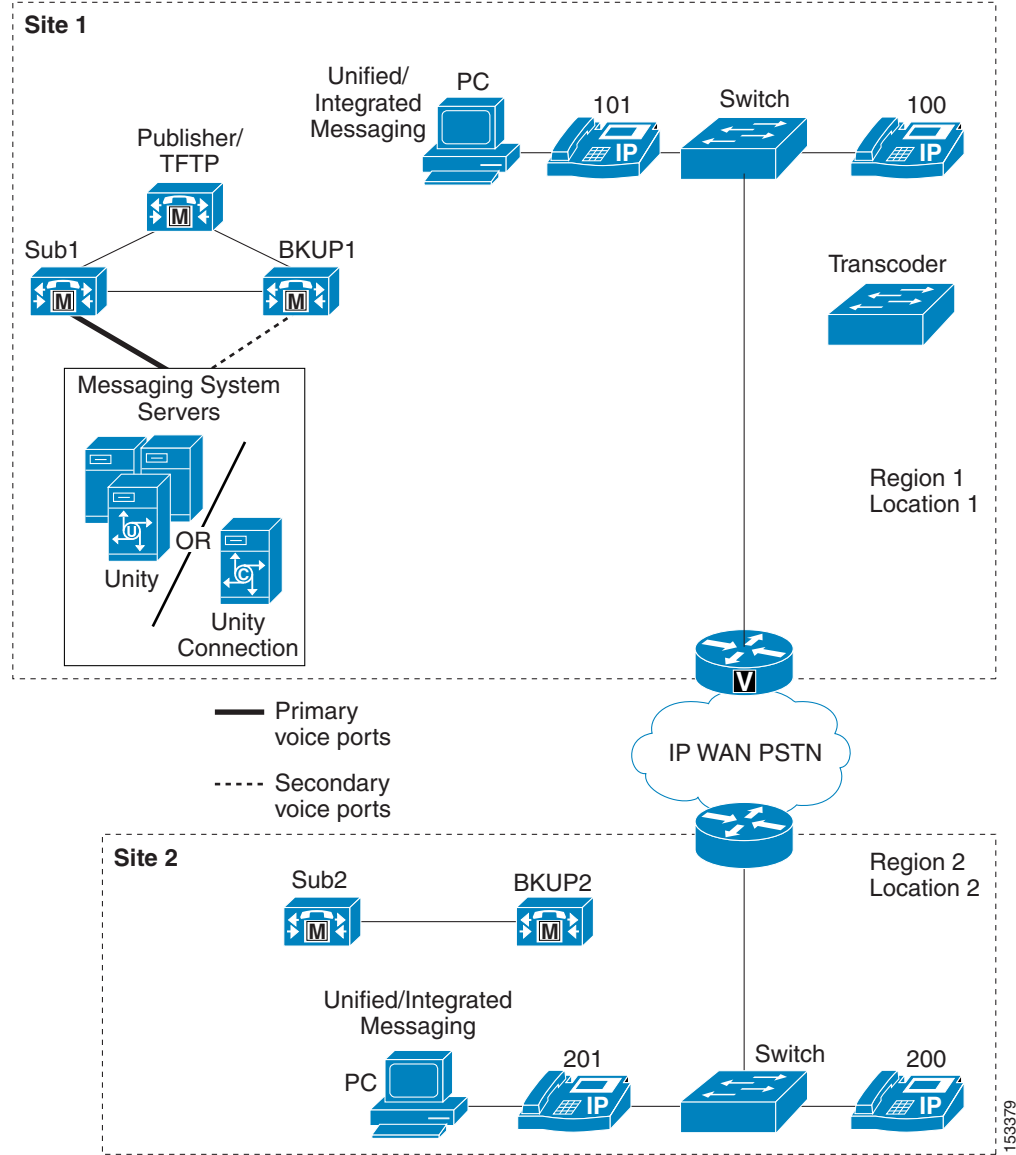 Site 1
Unified/
Integrated
Messaging
PC
101
IP
Switch
100
IP
Publisher/
TFTP
M
Sub1
M
BKUP1
M
Transcoder
Messaging System
Servers
U
Unity
OR
C
Unity
Connection
Region 1
Location 1
V
Primary
voice ports
Secondary
voice ports
IP WAN PSTN
Site 2
Region 2
Location 2
Sub2
M
BKUP2
M
Unified/Integrated
Messaging
PC
201
IP
Switch
200
IP
153379